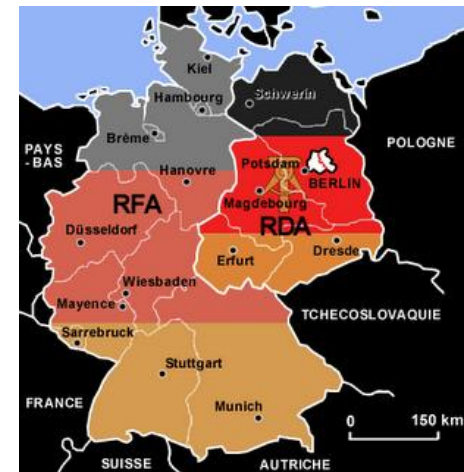 Kiel
Hambourg
Schwerin
Brême
POLOGNE
PAYS
-BAS
Hanovre
Potsdam
BERLIN
Magdebourg
RFA
RDA
Düsseldorf
Dresde
Erfurt
Wiesbaden
Mayence
TCHECOSLOVAQUIE
Sarrebruck
Stuttgart
FRANCE
Munich
0 150 km
SUISSE
AUTRICHE